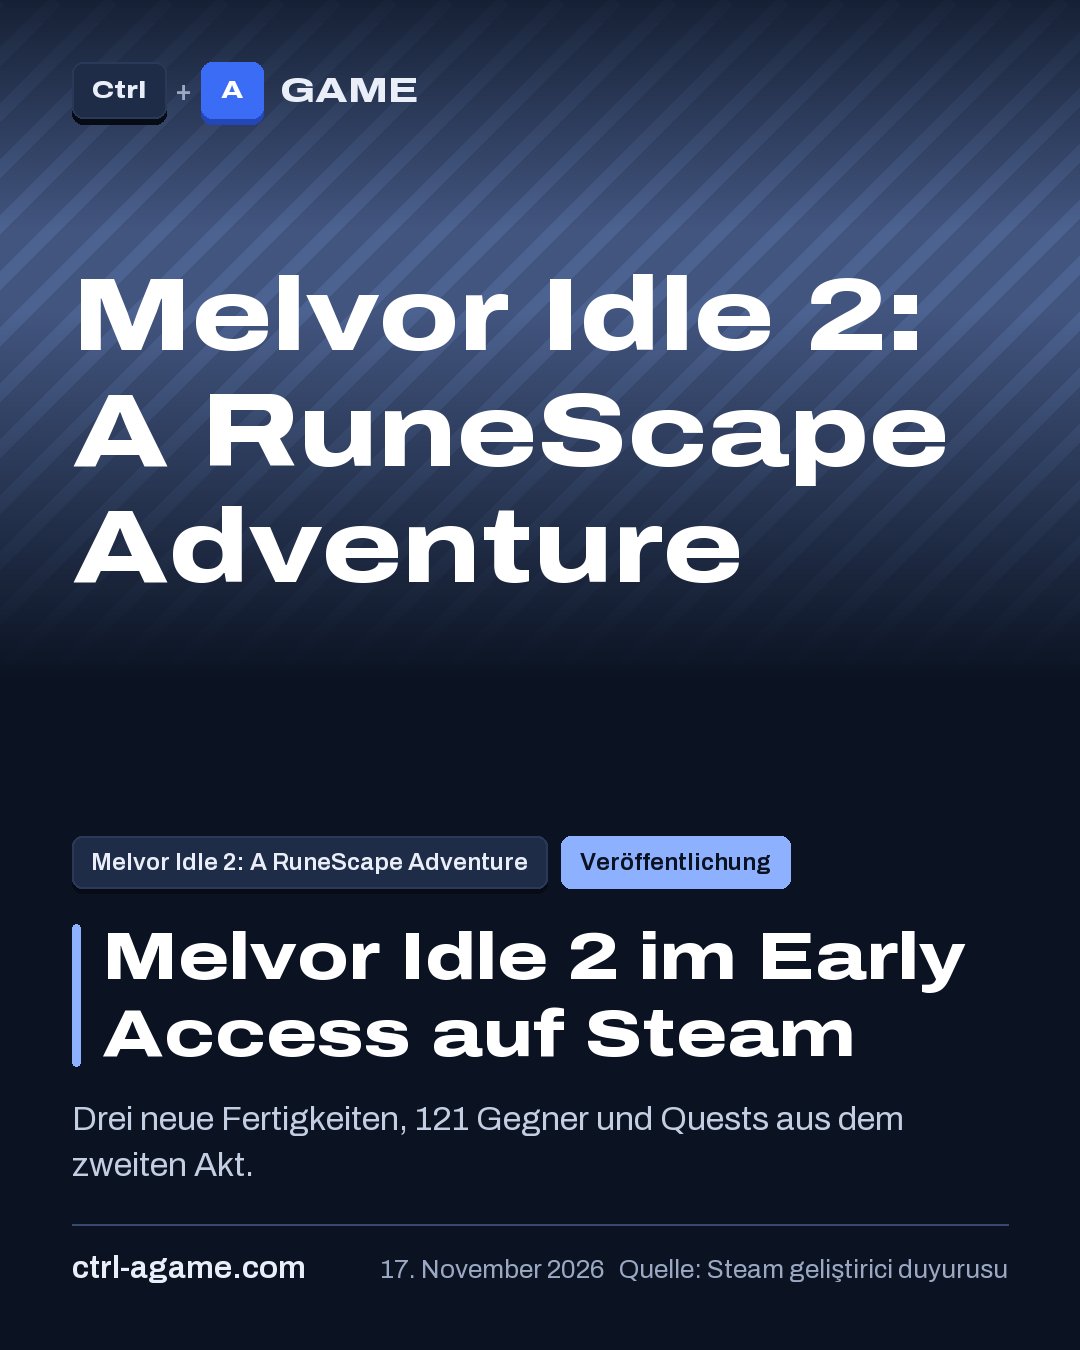 Ctrl + A GAME
Melvor Idle 2:
A RuneScape
Adventure
Melvor Idle 2: A RuneScape Adventure Veröffentlichung
Melvor Idle 2 im Early
Access auf Steam
Drei neue Fertigkeiten, 121 Gegner und Quests aus dem
zweiten Akt.
ctrl-agame.com 17. November 2026 Quelle: Steam geliştirici duyurusu